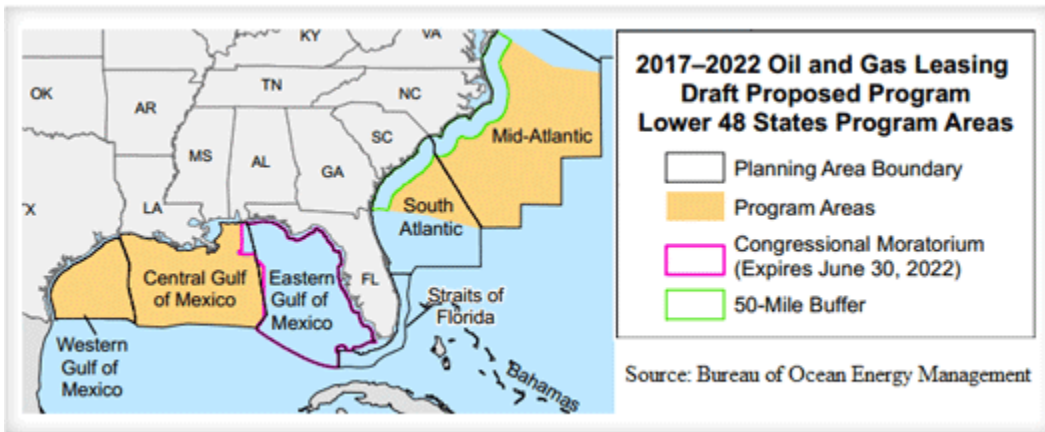 KY
VA
OK
TN
NC
AR
SC
Mid-Atlantic
MS
AL
GA
LA
South
Atlantic
Central Gulf
of Mexico
Eastern
Gulf of
Mexico
FL
Straits of
Florida
Western
Gulf of
Mexico
Bahamas
2017–2022 Oil and Gas Leasing
Draft Proposed Program
Lower 48 States Program Areas
Planning Area Boundary
Program Areas
Congressional Moratorium
(Expires June 30, 2022)
50-Mile Buffer
Source: Bureau of Ocean Energy Management